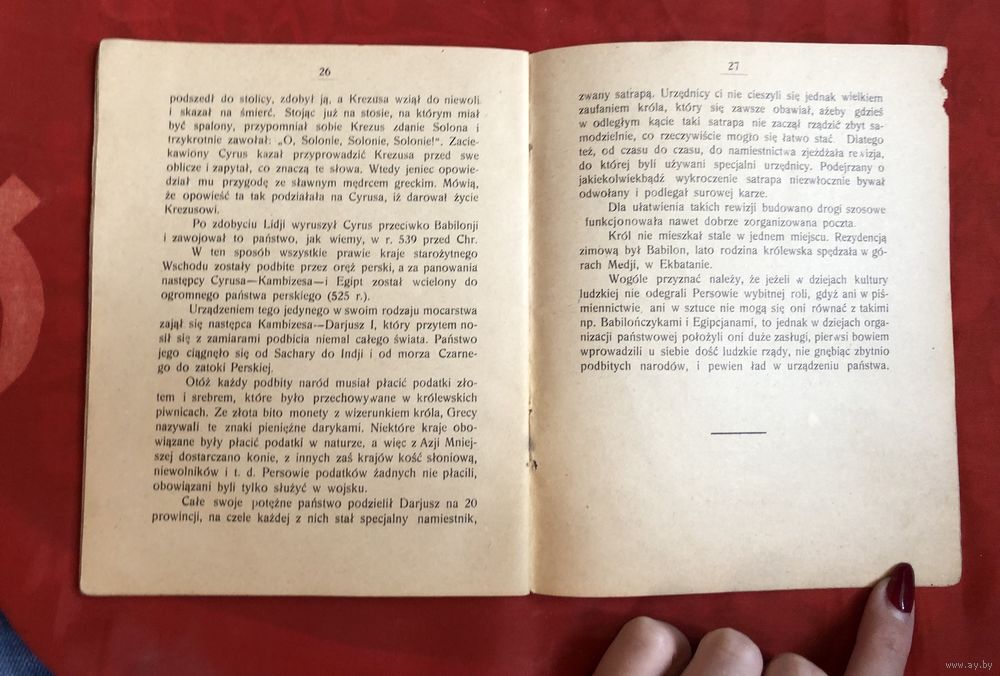 26
podszedł do stolicy, zdobył ją, a Krezusa wziął do niewoli
i skazał na śmierć. Stojąc już na stosie, na którym miał
być spalony, przypomniał sobie Krezus zdanie Solona i
trzykrotnie zawołał: „O, Solonie, Solonie, Solonie!“. Zacie-
kawiony Cyrus kazał przyprowadzić Krezusa przed swe
oblicze i zapytał, co znaczą te słowa. Wtedy jeniec opowie-
dział mu przygodę ze sławnym mędrcem greckim. Mówią,
że opowieść ta tak podziałała na Cyrusa, iż darował życie
Krezusowi.
Po zdobyciu Lidji wyruszył Cyrus przeciwko Babilonji
i zawojował to państwo, jak wiemy, w r. 539 przed Chr.
W ten sposób wszystkie prawie kraje starożytnego
Wschodu zostały podbite przez oręż perski, a za panowania
następcy Cyrusa—Kambizesa—i Egipt został wcielony do
ogromnego państwa perskiego (525 r.).
Urządzeniem tego jedynego w swoim rodzaju mocarstwa
zajął się następca Kambizesa—Darjusz I, który przytem no-
sił się z zamiarami podbicia niemal całego świata. Państwo
jego ciągnęło się od Sachary do Indji i od morza Czarne-
go do zatoki Perskiej.
Otóż każdy podbity naród musiał płacić podatki zło-
tem i srebrem, które było przechowywane w królewskich
piwnicach. Ze złota bito monety z wizerunkiem króla, Grecy
nazywali te znaki pieniężne darykami. Niektóre kraje obo-
wiązane były płacić podatki w naturze, a więc z Azji Mniej-
szej dostarczano konie, z innych zaś krajów kość słoniową,
niewolników i t. d. Persowie podatków żadnych nie płacili,
obowiązani byli tylko służyć w wojsku.
Całe swoje potężne państwo podzielił Darjusz na 20
prowincji, na czele każdej z nich stał specjalny namiestnik,
27
zwany satrapą. Urzędnicy ci nie cieszyli się jednak wielkiem
zaufaniem króla, który się zawsze obawiał, ażeby gdzieś
w odległym kącie taki satrapa nie zaczął rządzić zbyt sa-
modzielnie, co rzeczywiście mogło się łatwo stać. Dlatego
też, od czasu do czasu, do namiestnictwa zjeżdżała rewizja,
do której byli używani specjalni urzędnicy. Podejrzany o
jakiekolwiekbądź wykroczenie satrapa niezwłocznie bywał
odwołany i podlegał surowej karze.
Dla ułatwienia takich rewizji budowano drogi szosowe
funkcjonowała nawet dobrze zorganizowana poczta.
Król nie mieszkał stale w jednem miejscu. Rezydencją
zimową był Babilon, lato rodzina królewska spędzała w gó-
rach Medji, w Ekbatanie.
Wogóle przyznać należy, że jeżeli w dziejach kultury
ludzkiej nie odegrali Persowie wybitnej roli, gdyż ani w piś-
miennictwie, ani w sztuce nie mogą się oni równać z takimi
np. Babilończykami i Egipcjanami, to jednak w dziejach orga-
nizacji państwowej położyli oni duże zasługi, pierwsi bowiem
wprowadzili u siebie dość ludzkie rządy, nie gnębiąc zbytnio
podbitych narodów, i pewien ład w urządzeniu państwa.
www.ay.by